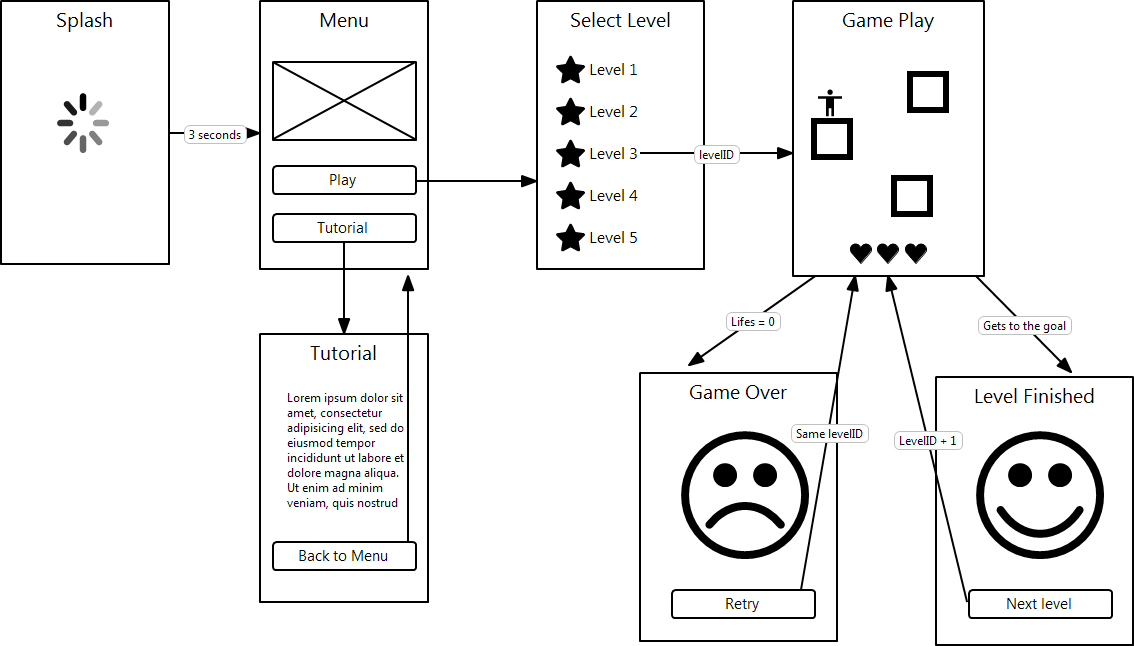 Splash
3 seconds
Menu
Play
Tutorial
Select Level
Level 1
Level 2
Level 3
Level 4
Level 5
levelID
Game Play
Tutorial
Lorem ipsum dolor sit
amet, consectetur
adipisicing elit, sed do
eiusmod tempor
incididunt ut labore et
dolore magna aliqua.
Ut enim ad minim
veniam, quis nostrud
Back to Menu
Lifes = 0
Gets to the goal
Game Over
Same levelID
Retry
Level Finished
LevelID + 1
Next level